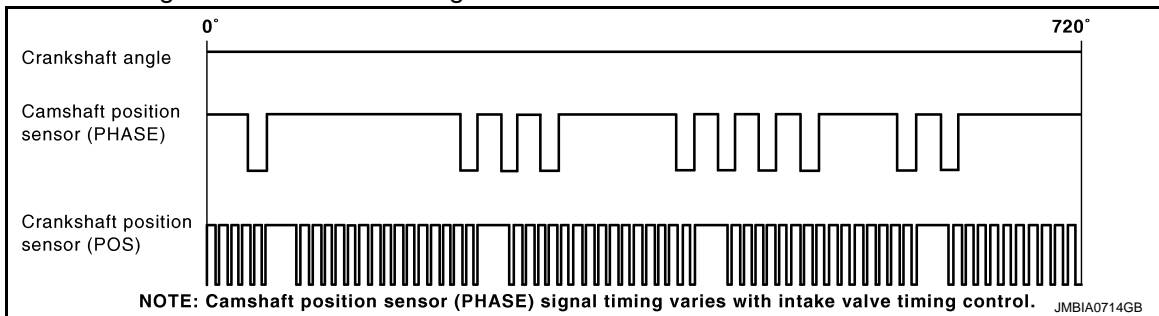 0° 720°
Crankshaft angle
Camshaft position
sensor (PHASE)
Crankshaft position
sensor (POS)
NOTE: Camshaft position sensor (PHASE) signal timing varies with intake valve timing control.
JMBIA0714GB